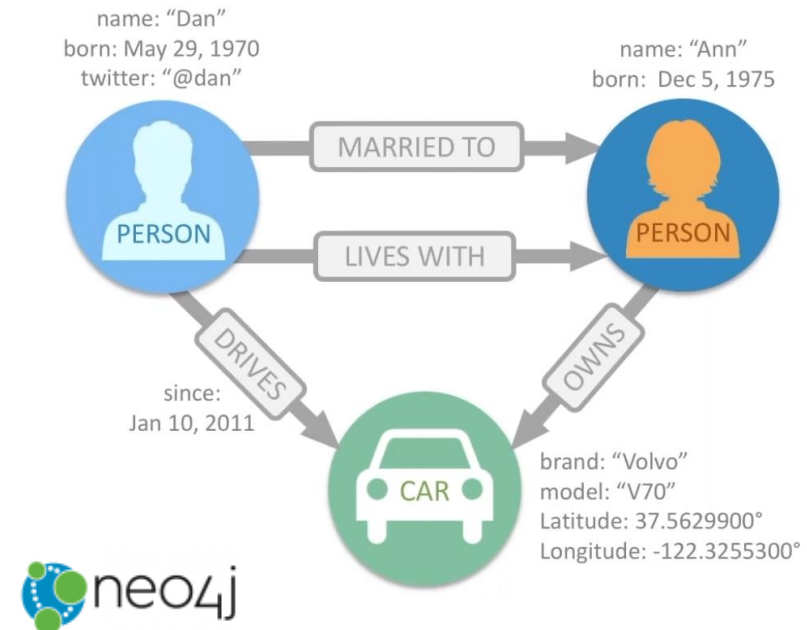 name: “Dan”
born: May 29, 1970
twitter: “@dan”
name: “Ann”
born:  Dec 5, 1975
MARRIED TO
PERSON
PERSON
LIVES WITH
DRIVES
OWNS
since:
Jan 10, 2011
CAR
brand: “Volvo”
model: “V70”
Latitude: 37.5629900°
Longitude: -122.3255300°
neo4j